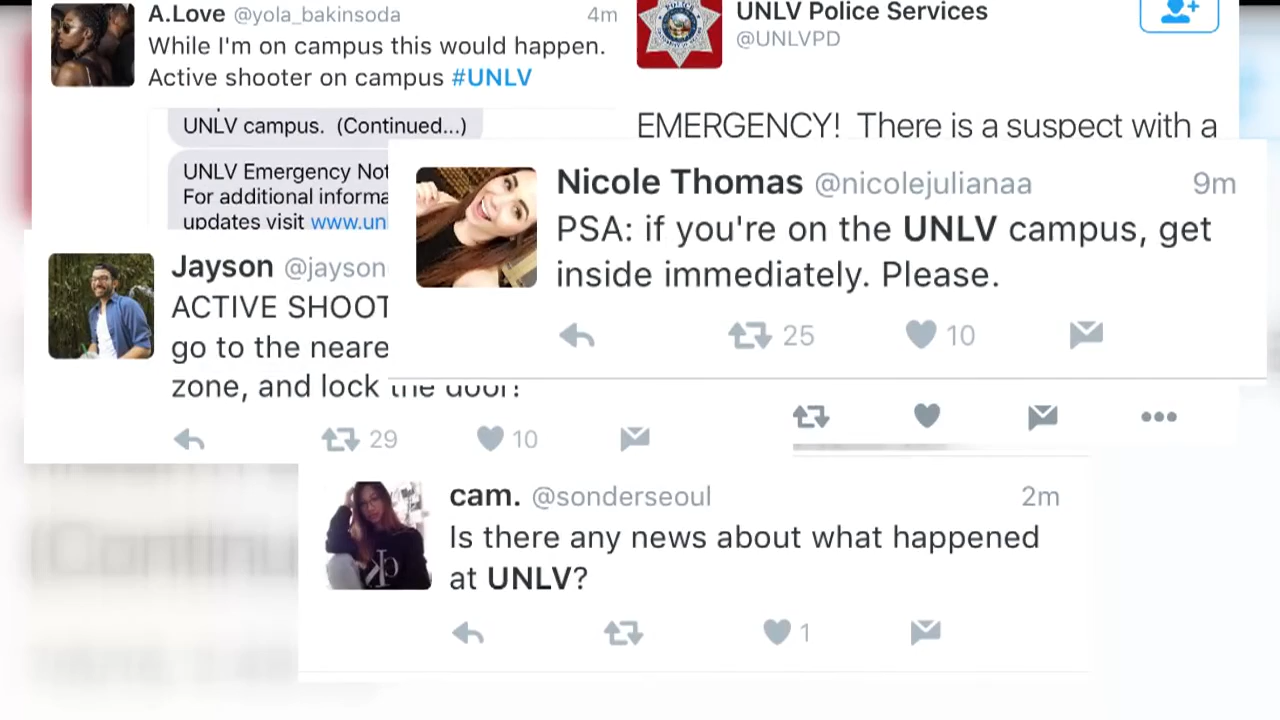 A.Love @yola_bakinsoda 4m
While I'm on campus this would happen.
Active shooter on campus #UNLV
UNLV campus. (Continued...)
UNLV Emergency Not
For additional informa
updates visit www.un
UNLV Police Services
@UNLVPD
EMERGENCY! There is a suspect with a
Nicole Thomas @nicolejulianaa 9m
PSA: if you're on the UNLV campus, get
inside immediately. Please.
25 10
Jayson @jayson
ACTIVE SHOOT
go to the neare
zone, and lock the door!
29 10
cam. @sonderseoul 2m
Is there any news about what happened
at UNLV?
1